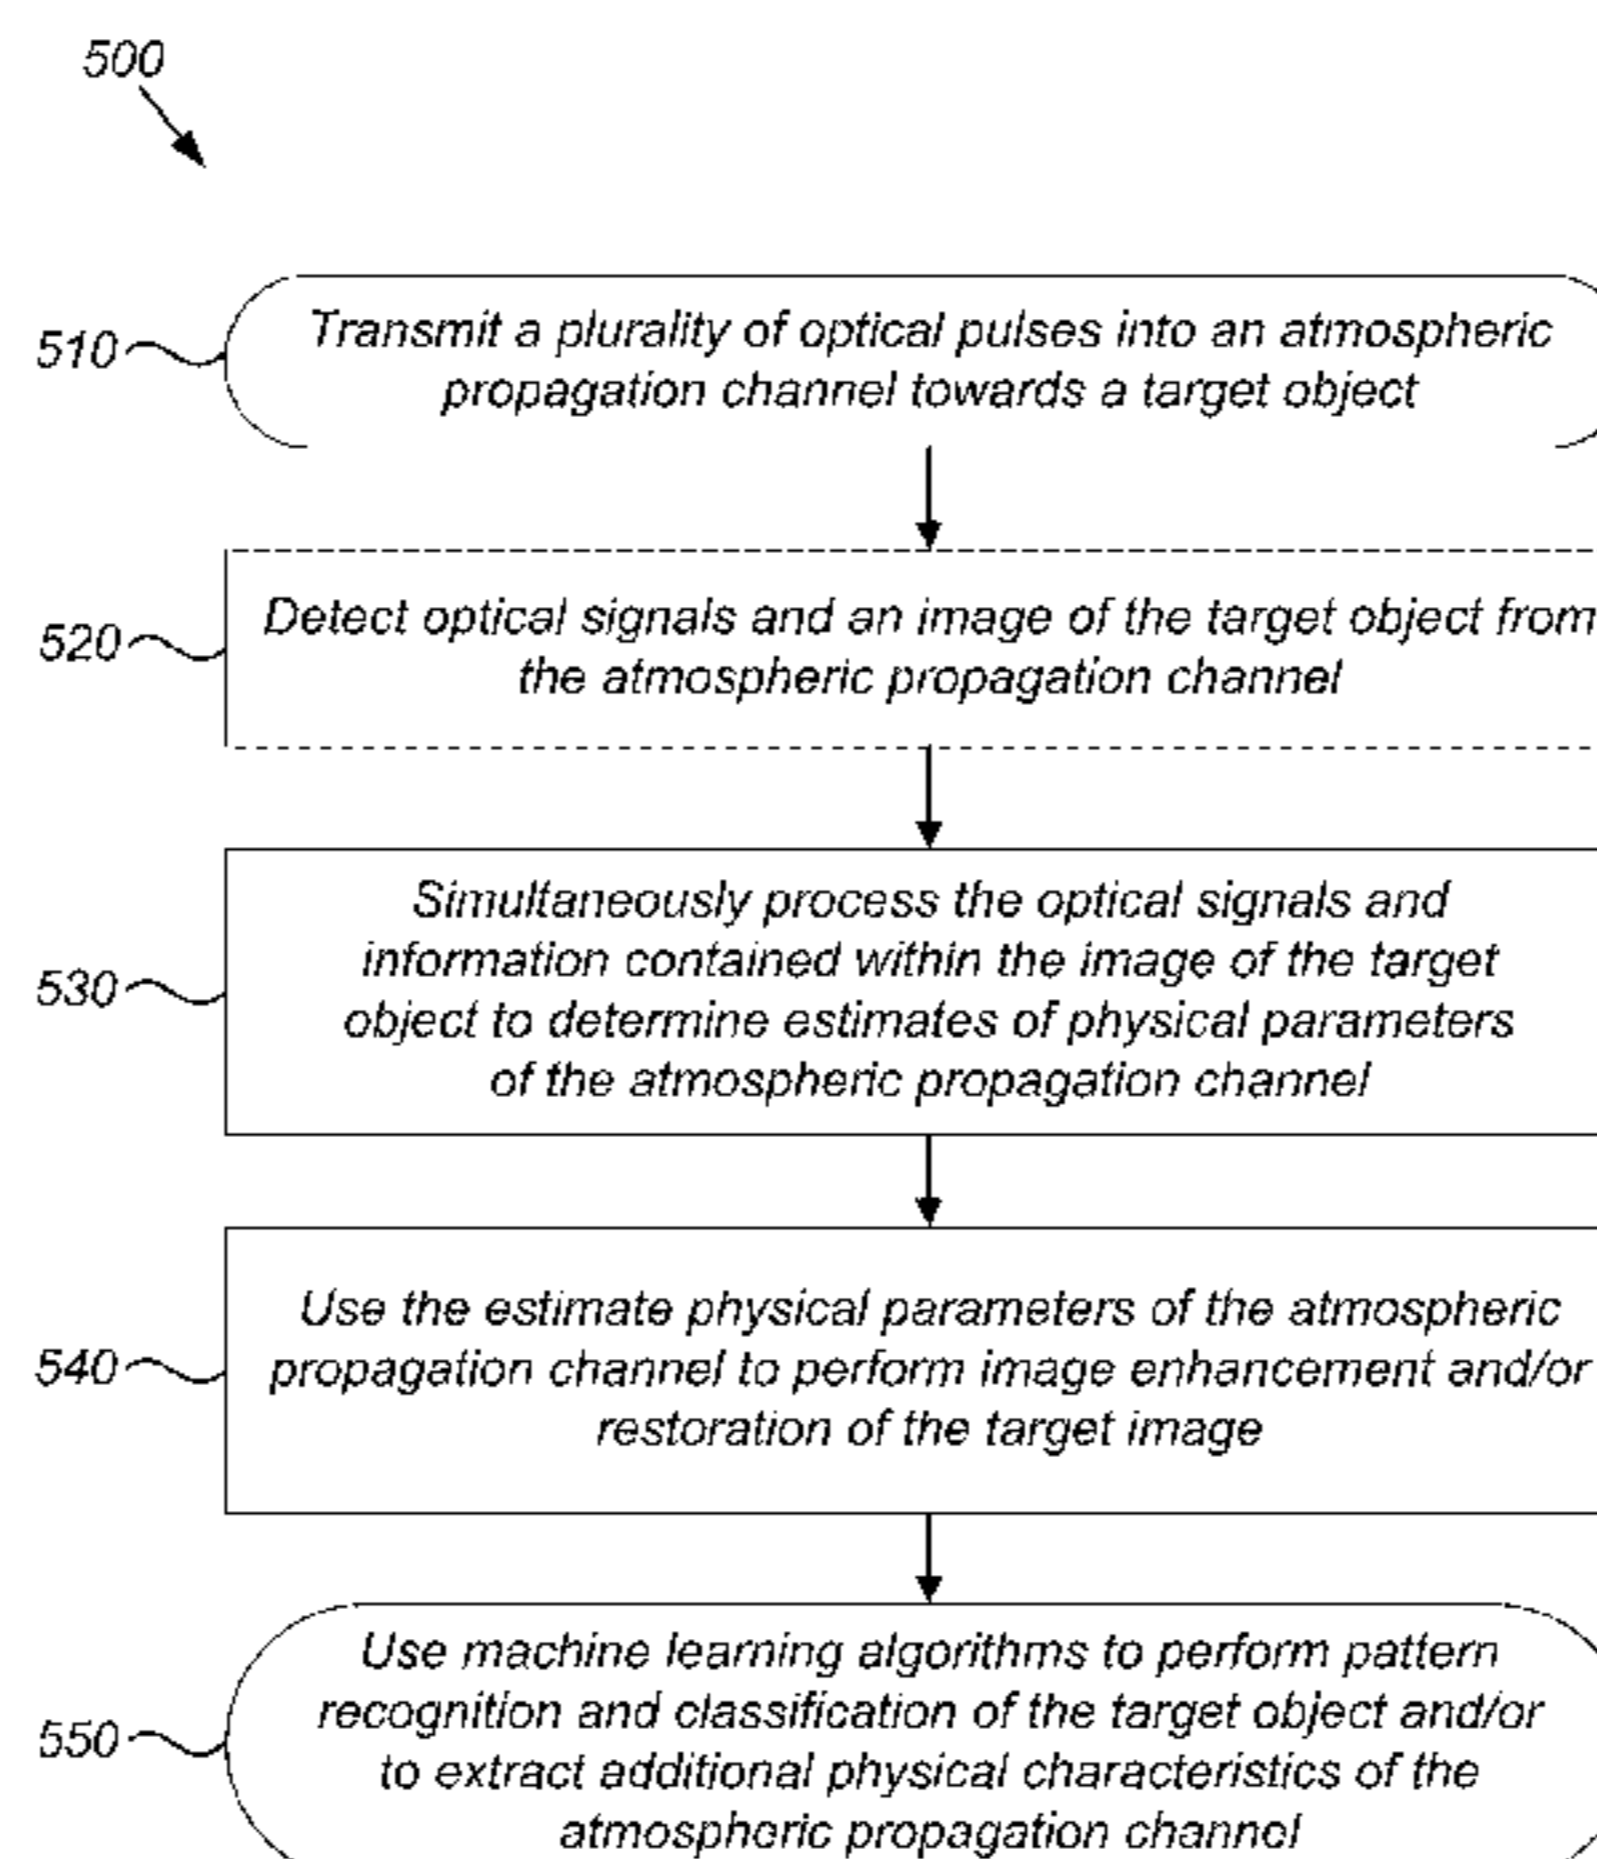 500
510
Transmit a plurality of optical pulses into an atmospheric
propagation channel towards a target object
520
Detect optical signals and an image of the target object from
the atmospheric propagation channel
530
Simultaneously process the optical signals and
information contained within the image of the target
object to determine estimates of physical parameters
of the atmospheric propagation channel
540
Use the estimate physical parameters of the atmospheric
propagation channel to perform image enhancement and/or
restoration of the target image
550
Use machine learning algorithms to perform pattern
recognition and classification of the target object and/or
to extract additional physical characteristics of the
atmospheric propagation channel